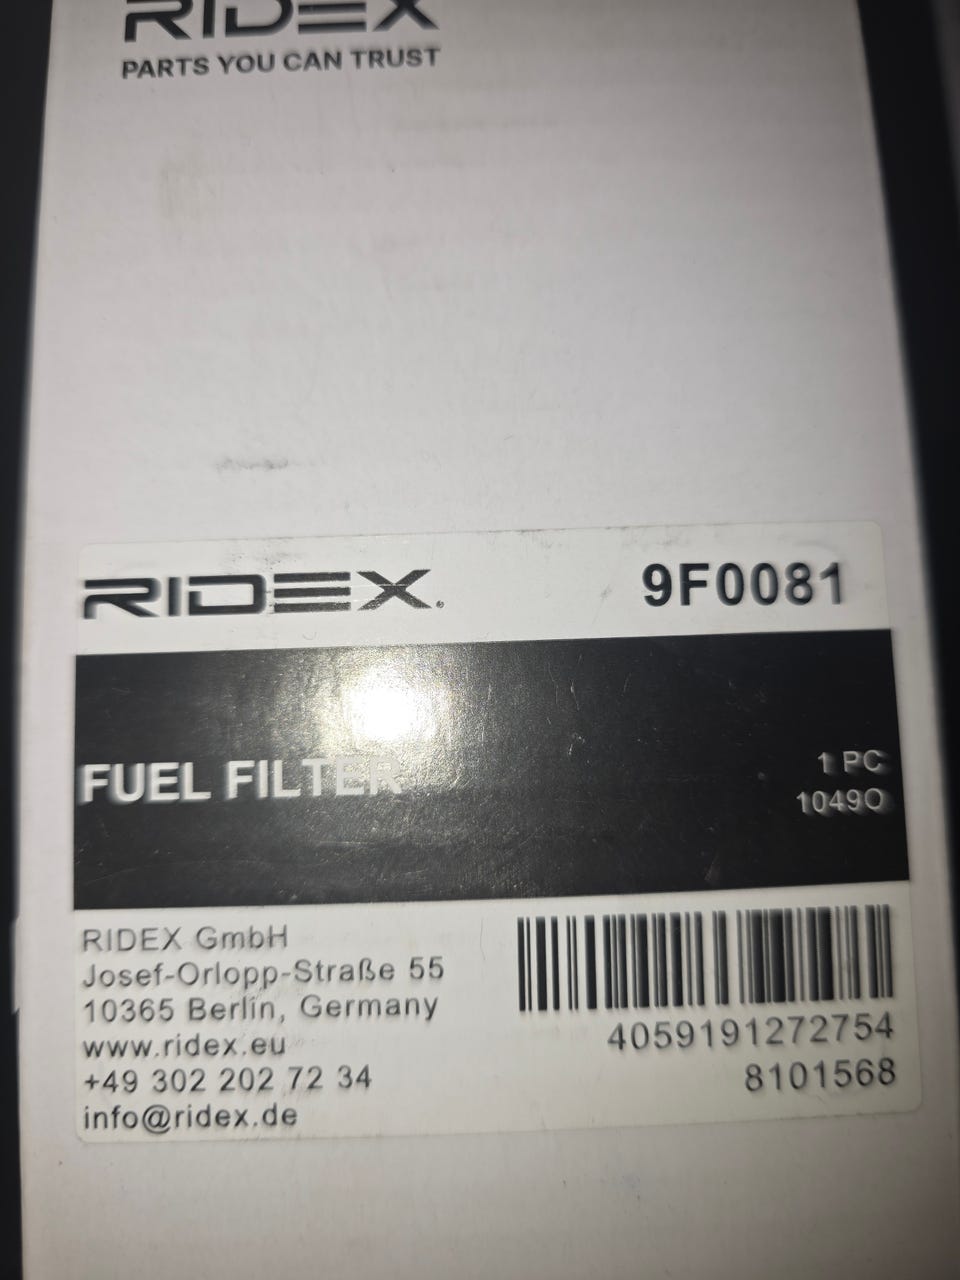 RIDEX
PARTS YOU CAN TRUST
RIDEX®
9F0081
FUEL FILTER
1 PC
1049O
RIDEX GmbH
Josef-Orlopp-Straße 55
10365 Berlin, Germany
www.ridex.eu
+49 302 202 72 34
info@ridex.de
4059191272754
8101568